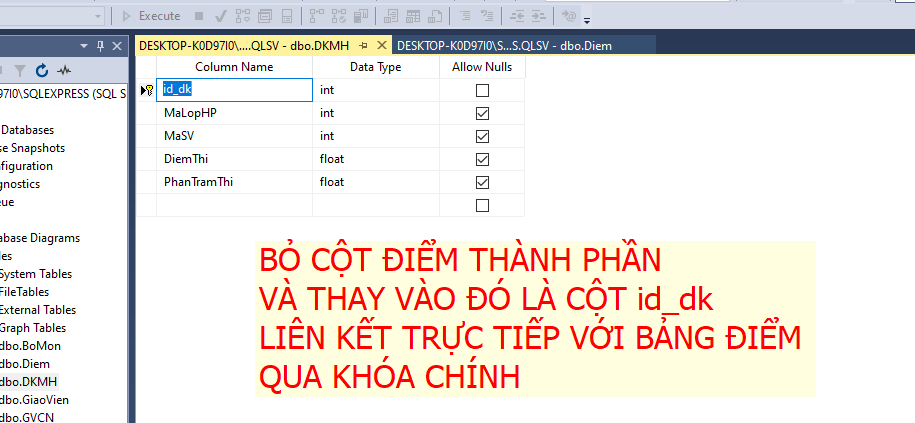 Execute
DESKTOP-K0D97I0\....QLSV - dbo.DKMH
DESKTOP-K0D97I0\S...S.QLSV - dbo.Diem
Column Name Data Type Allow Nulls
id_dk int
MaLopHP int
MaSV int
DiemThi float
PhanTramThi float
97I0\SQLEXPRESS (SQL S
Databases
se Snapshots
nfiguration
gnostics
ue
abase Diagrams
les
System Tables
FileTables
External Tables
Graph Tables
dbo.BoMon
dbo.Diem
dbo.DKMH
dbo.GiaoVien
dbo.GVCN
BỎ CỘT ĐIỂM THÀNH PHẦN
VÀ THAY VÀO ĐÓ LÀ CỘT id_dk
LIÊN KẾT TRỰC TIẾP VỚI BẢNG ĐIỂM
QUA KHÓA CHÍNH